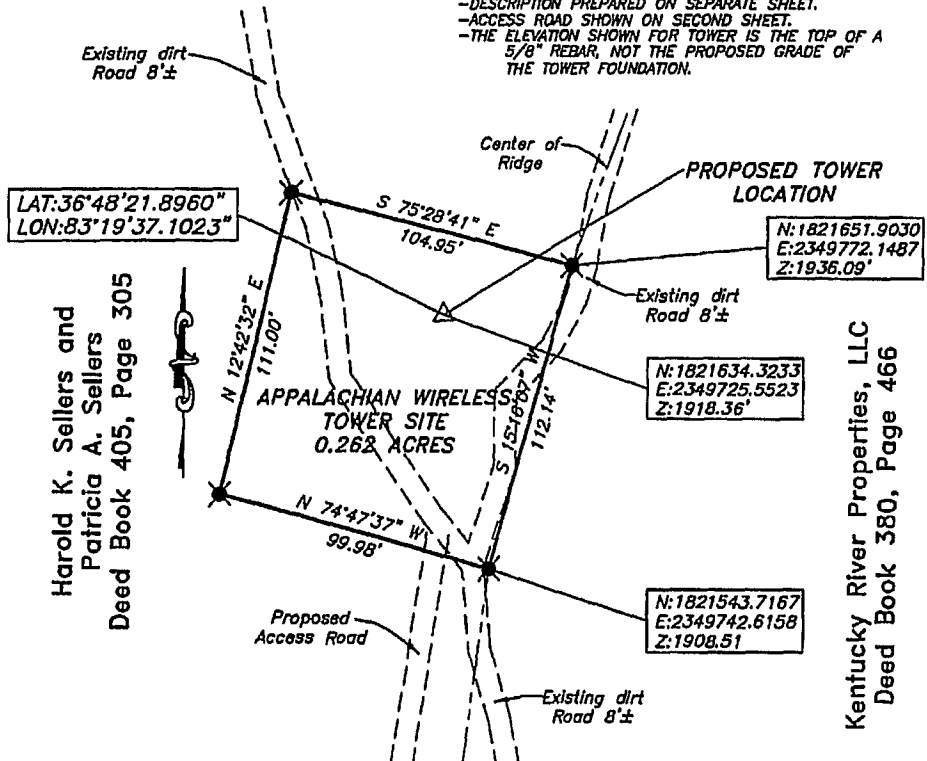 -DESCRIPTION PREPARED ON SEPARATE SHEET.
-ACCESS ROAD SHOWN ON SECOND SHEET.
-THE ELEVATION SHOWN FOR TOWER IS THE TOP OF A
5/8" REBAR, NOT THE PROPOSED GRADE OF
THE TOWER FOUNDATION.
Existing dirt
Road 8'±
Center of
Ridge
PROPOSED TOWER
LOCATION
LAT:36°48'21.8960"
LON:83°19'37.1023"
S 75°28'41" E
104.95'
N:1821651.9030
E:2349772.1487
Z:1936.09'
Existing dirt
Road 8'±
N 12°42'32" E
111.00'
Harold K. Sellers and
Patricia A. Sellers
Deed Book 405, Page 305
APPALACHIAN WIRELESS
TOWER SITE
0.262 ACRES
S 15°18'07" W
112.14'
N:1821634.3233
E:2349725.5523
Z:1918.36'
Kentucky River Properties, LLC
Deed Book 380, Page 466
N 74°47'37" W
99.98'
N:1821543.7167
E:2349742.6158
Z:1908.51
Proposed
Access Road
Existing dirt
Road 8'±